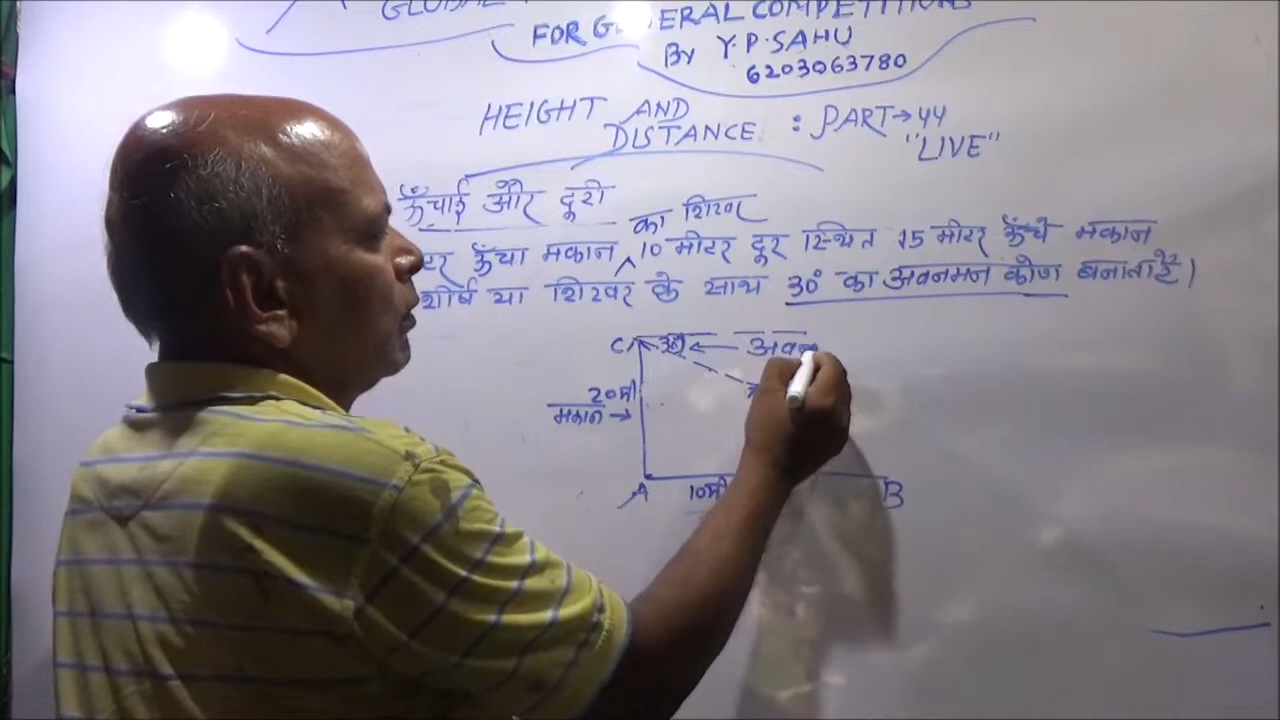 GLOBAL
FOR GENERAL COMPETITIONS
BY Y.P.SAHU
6203063780
HEIGHT AND
DISTANCE : PART→44
"LIVE"
ऊँचाई और दूरी
का शिखर
टर ऊँचा मकान ^ 10 मीटर दूर स्थित 15 मीटर ऊँचे मकान
शीर्ष या शिखर के साथ 30° का अवनमन कोण बनाता है।
C 30° ← अवन
20मी
मकान →
A 10मी B